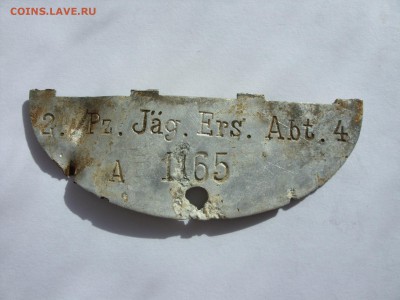 COINS.LAVE.RU
2. Pz. Jäg. Ers. Abt. 4
A 1165